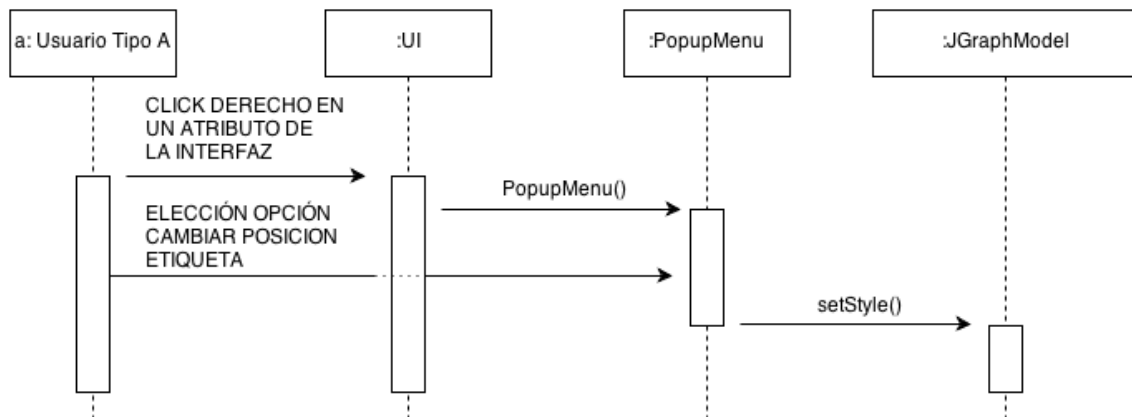 a: Usuario Tipo A
:UI
:PopupMenu
:JGraphModel
CLICK DERECHO EN
UN ATRIBUTO DE
LA INTERFAZ
PopupMenu()
ELECCIÓN OPCIÓN
CAMBIAR POSICION
ETIQUETA
setStyle()